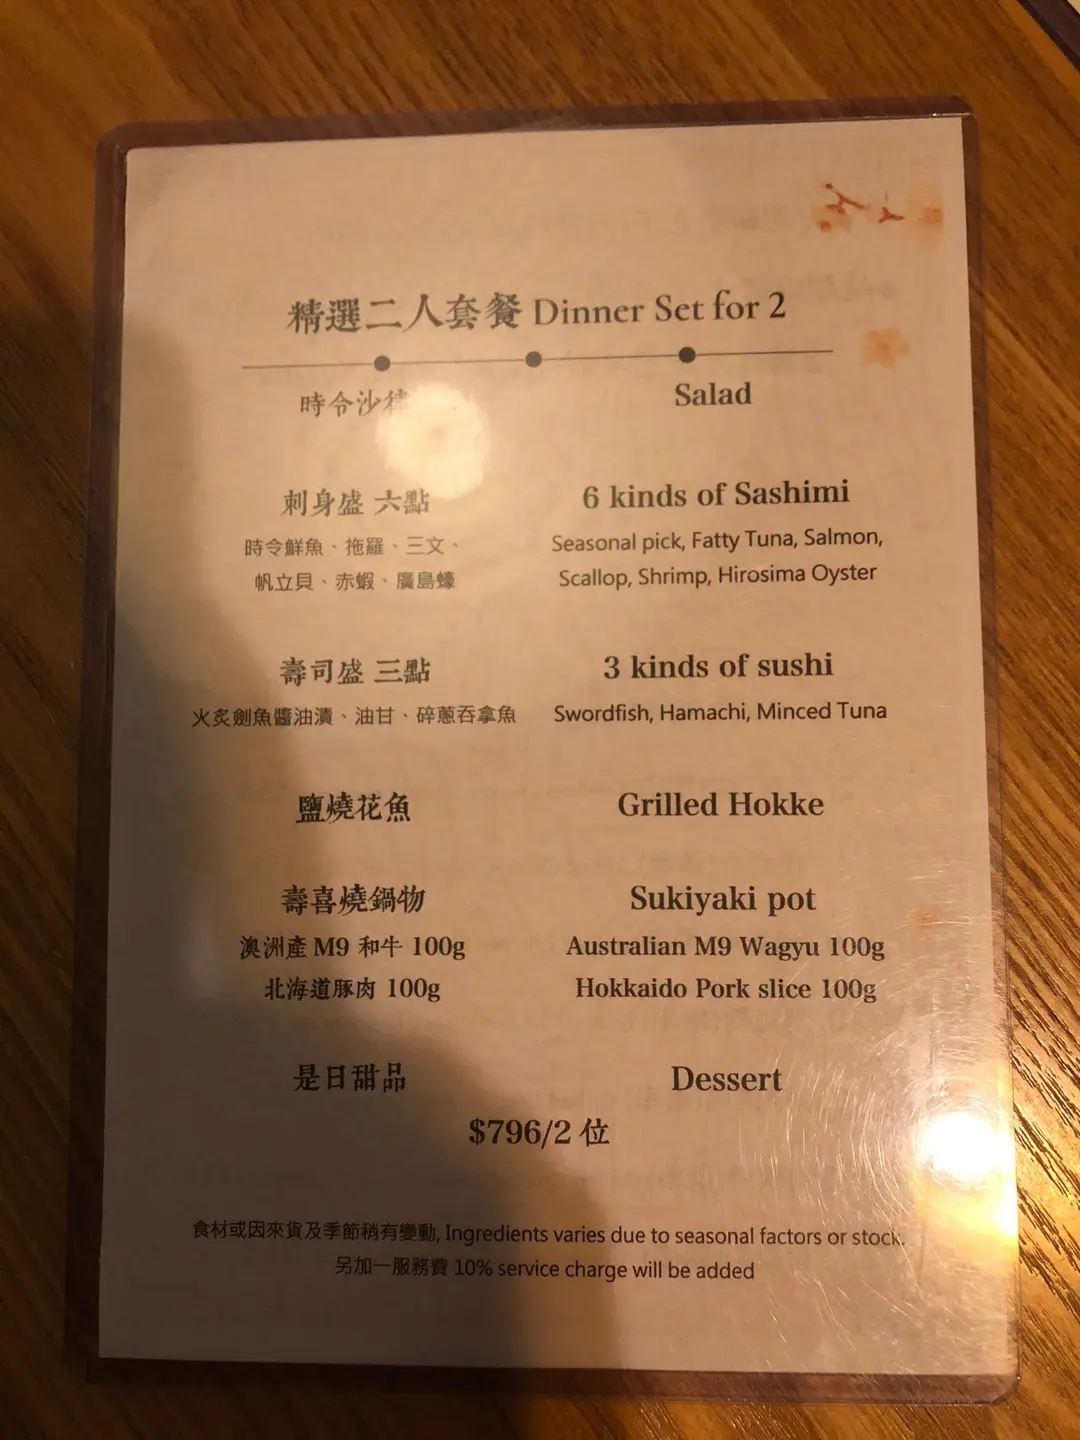 精選二人套餐 Dinner Set for 2
時令沙律 Salad
刺身盛 六點 6 kinds of Sashimi
時令鮮魚、拖羅、三文、 Seasonal pick, Fatty Tuna, Salmon,
帆立貝、赤蝦、廣島蠔 Scallop, Shrimp, Hirosima Oyster
壽司盛 三點 3 kinds of sushi
火炙劍魚醬油漬、油甘、碎蔥吞拿魚 Swordfish, Hamachi, Minced Tuna
鹽燒花魚 Grilled Hokke
壽喜燒鍋物 Sukiyaki pot
澳洲產 M9 和牛 100g Australian M9 Wagyu 100g
北海道豚肉 100g Hokkaido Pork slice 100g
是日甜品 Dessert
$796/2 位
食材或因來貨及季節稍有變動, Ingredients varies due to seasonal factors or stock.
另加一服務費 10% service charge will be added